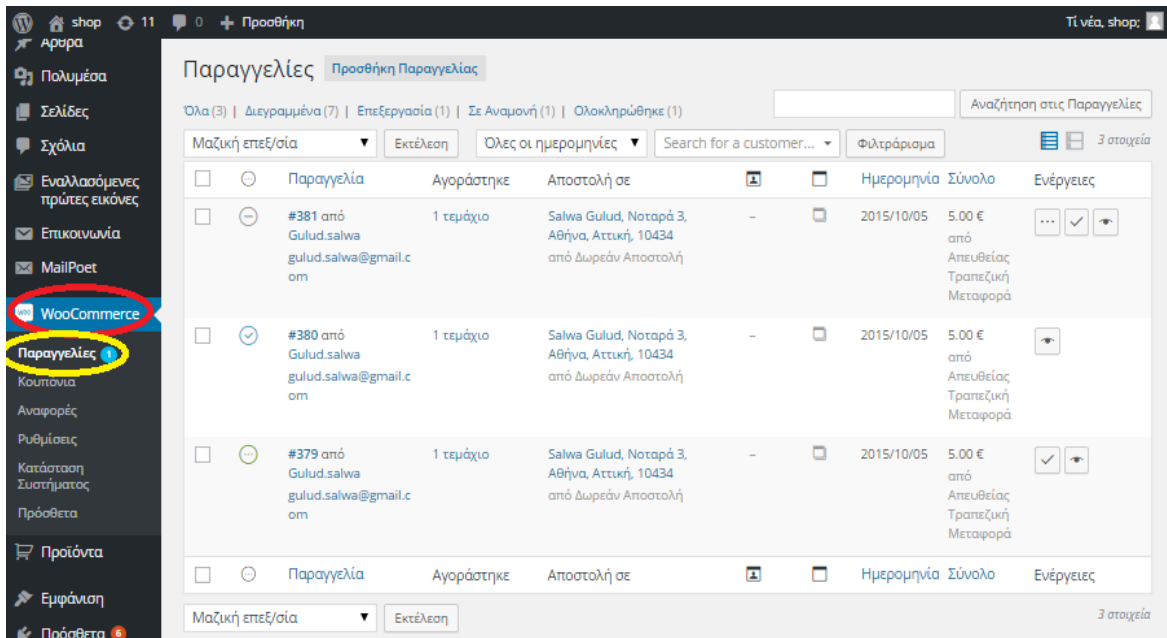 shop 11 0 + Προσθήκη Τί νέα, shop;
Άρθρα
Πολυμέσα
Σελίδες
Σχόλια
Εναλλασόμενες
πρώτες εικόνες
Επικοινωνία
MailPoet
WooCommerce
Παραγγελίες 1
Κουπόνια
Αναφορές
Ρυθμίσεις
Κατάσταση
Συστήματος
Πρόσθετα
Προϊόντα
Εμφάνιση
Πρόσθετα 6
Παραγγελίες Προσθήκη Παραγγελίας
Όλα (3) | Διεγραμμένα (7) | Επεξεργασία (1) | Σε Αναμονή (1) | Ολοκληρώθηκε (1)
Αναζήτηση στις Παραγγελίες
Μαζική επεξ/σία Εκτέλεση Όλες οι ημερομηνίες Search for a customer... Φιλτράρισμα 3 στοιχεία
Παραγγελία Αγοράστηκε Αποστολή σε Ημερομηνία Σύνολο Ενέργειες
#381 από 1 τεμάχιο Salwa Gulud, Νοταρά 3, – 2015/10/05 5.00 €
Gulud.salwa Αθήνα, Αττική, 10434 από
gulud.salwa@gmail.c από Δωρεάν Αποστολή Απευθείας
om Τραπεζική
Μεταφορά
#380 από 1 τεμάχιο Salwa Gulud, Νοταρά 3, – 2015/10/05 5.00 €
Gulud.salwa Αθήνα, Αττική, 10434 από
gulud.salwa@gmail.c από Δωρεάν Αποστολή Απευθείας
om Τραπεζική
Μεταφορά
#379 από 1 τεμάχιο Salwa Gulud, Νοταρά 3, – 2015/10/05 5.00 €
Gulud.salwa Αθήνα, Αττική, 10434 από
gulud.salwa@gmail.c από Δωρεάν Αποστολή Απευθείας
om Τραπεζική
Μεταφορά
Παραγγελία Αγοράστηκε Αποστολή σε Ημερομηνία Σύνολο Ενέργειες
Μαζική επεξ/σία Εκτέλεση 3 στοιχεία